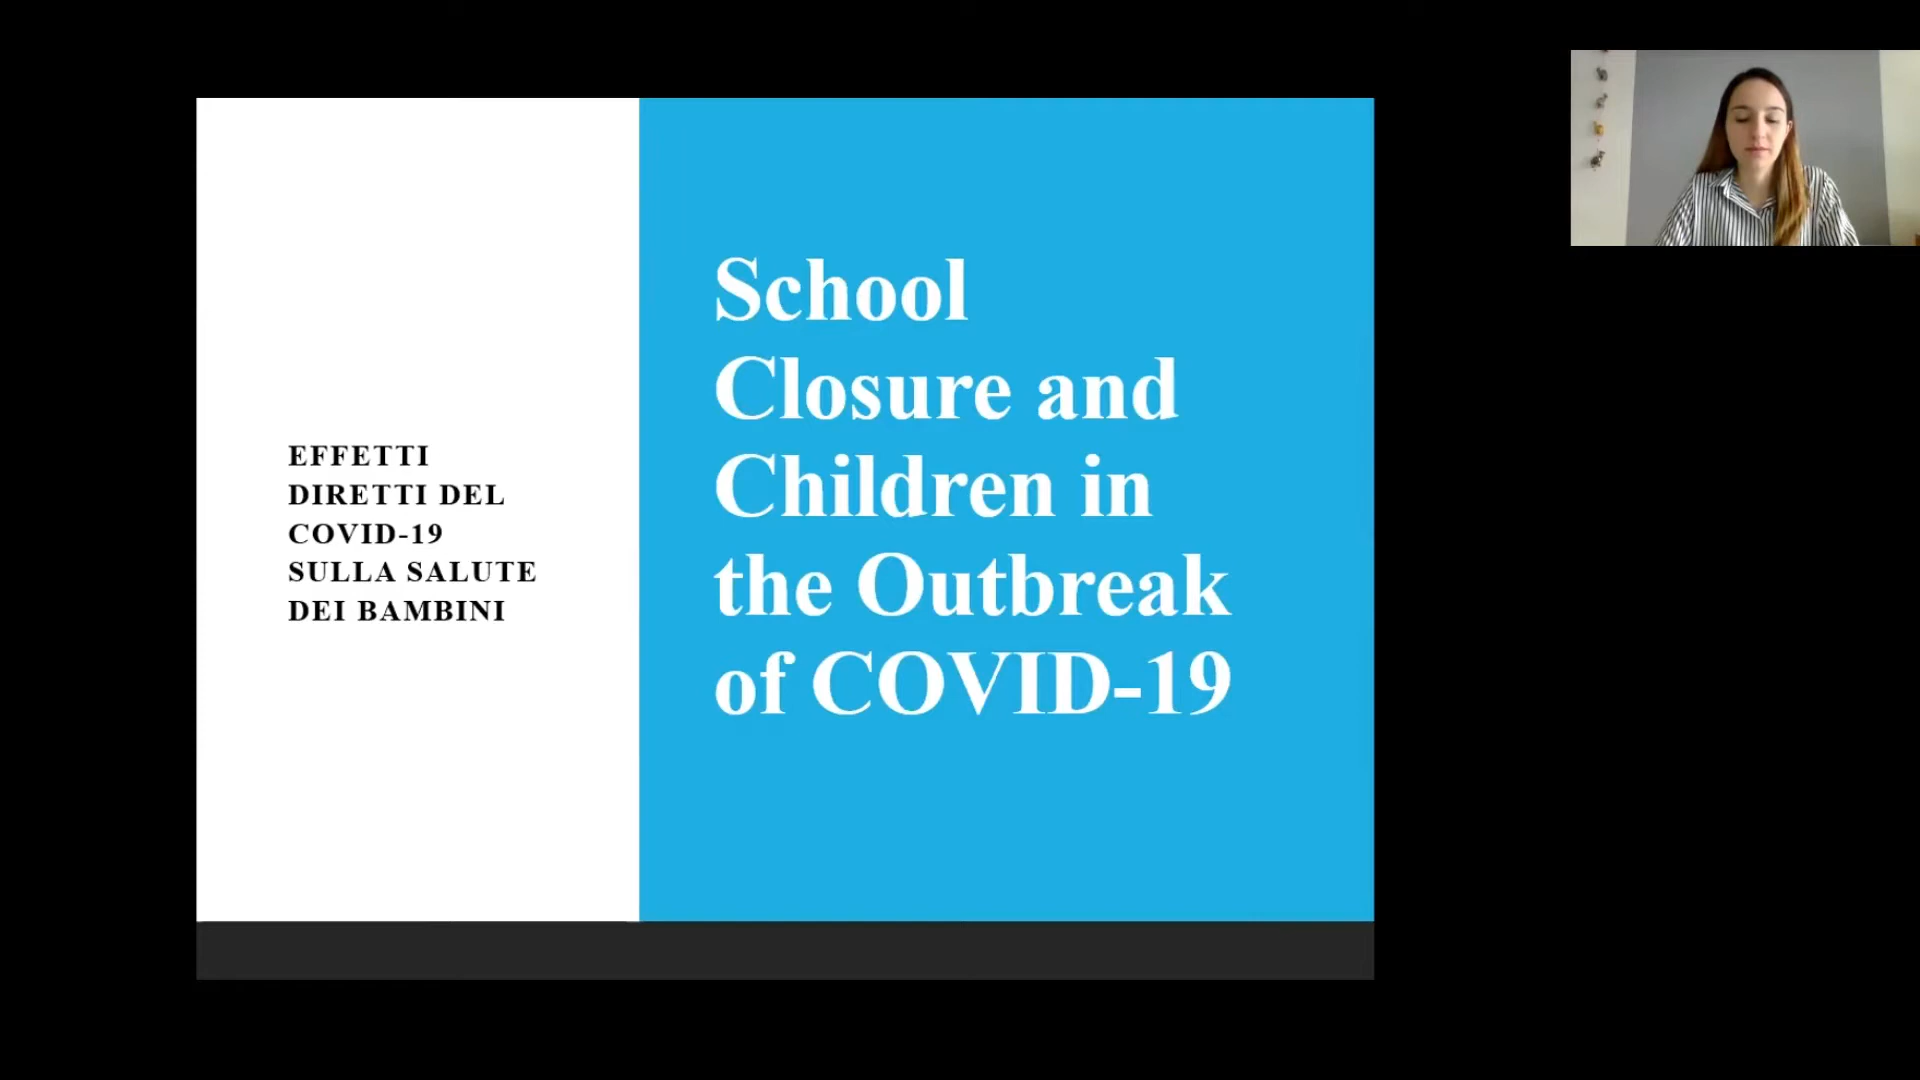 EFFETTI
DIRETTI DEL
COVID-19
SULLA SALUTE
DEI BAMBINI
School
Closure and
Children in
the Outbreak
of COVID-19